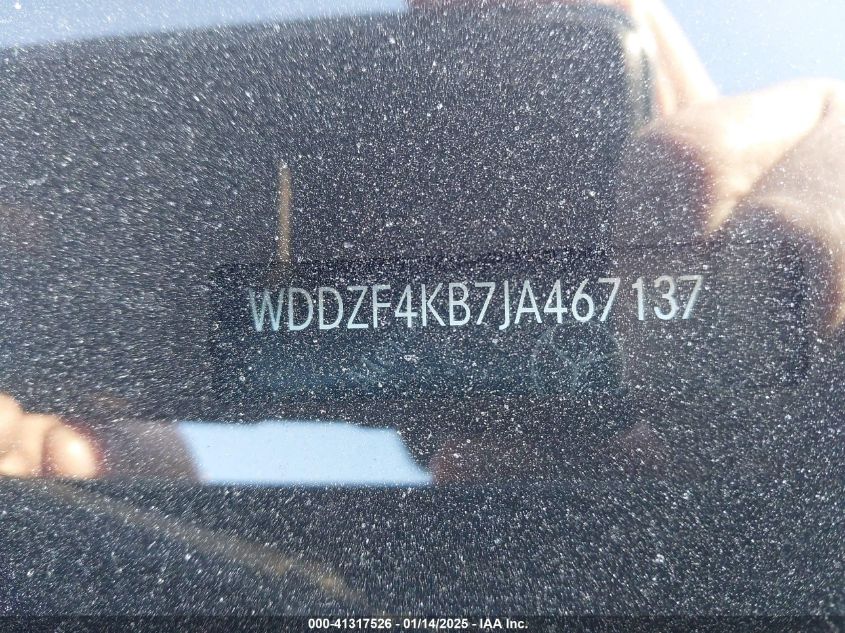 WDDZF4KB7JA467137
000-41317526 - 01/14/2025 - IAA Inc.